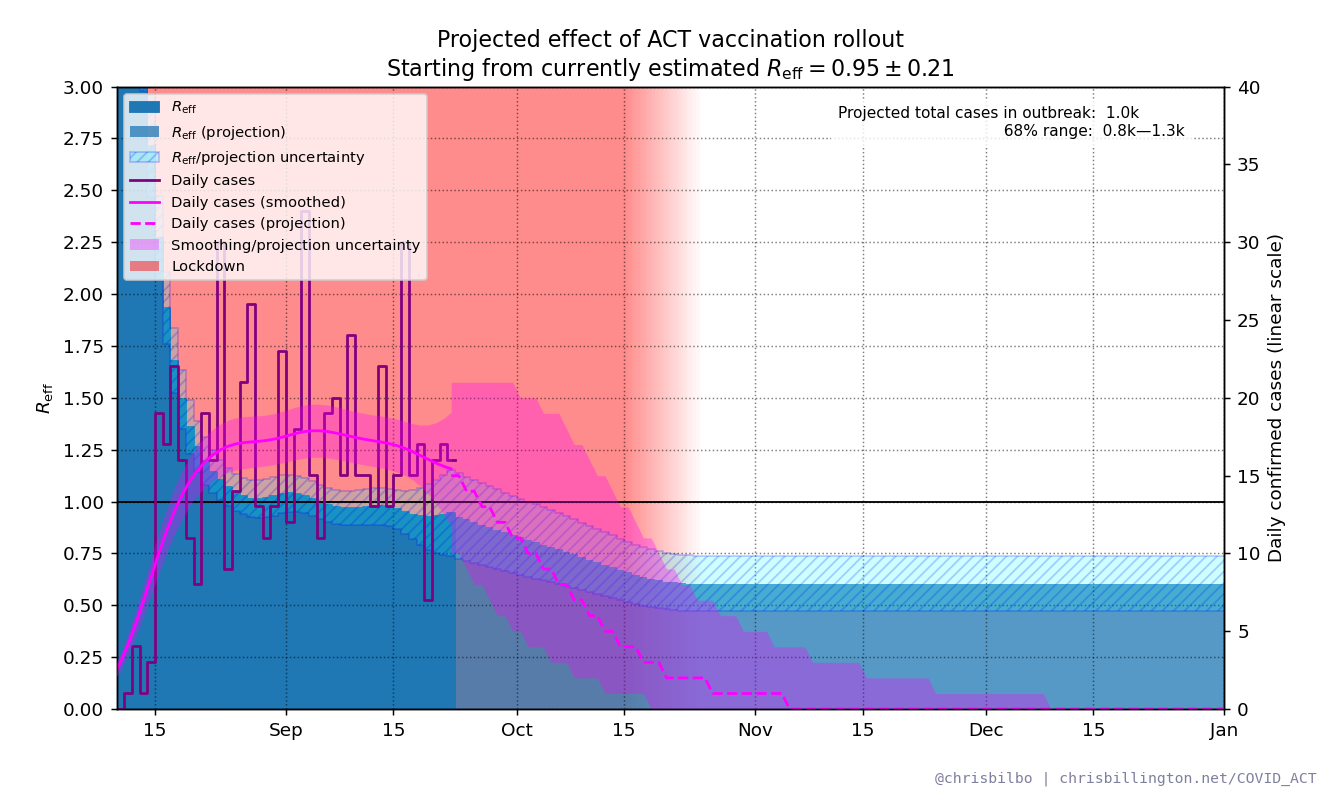 Projected effect of ACT vaccination rollout
Starting from currently estimated R_eff = 0.95 ± 0.21
Projected total cases in outbreak: 1.0k
68% range: 0.8k—1.3k
R_eff
R_eff (projection)
R_eff/projection uncertainty
Daily cases
Daily cases (smoothed)
Daily cases (projection)
Smoothing/projection uncertainty
Lockdown
R_eff
3.00
2.75
2.50
2.25
2.00
1.75
1.50
1.25
1.00
0.75
0.50
0.25
0.00
40
35
30
25
20
15
10
5
0
Daily confirmed cases (linear scale)
15 Sep 15 Oct 15 Nov 15 Dec 15 Jan
@chrisbilbo | chrisbillington.net/COVID_ACT